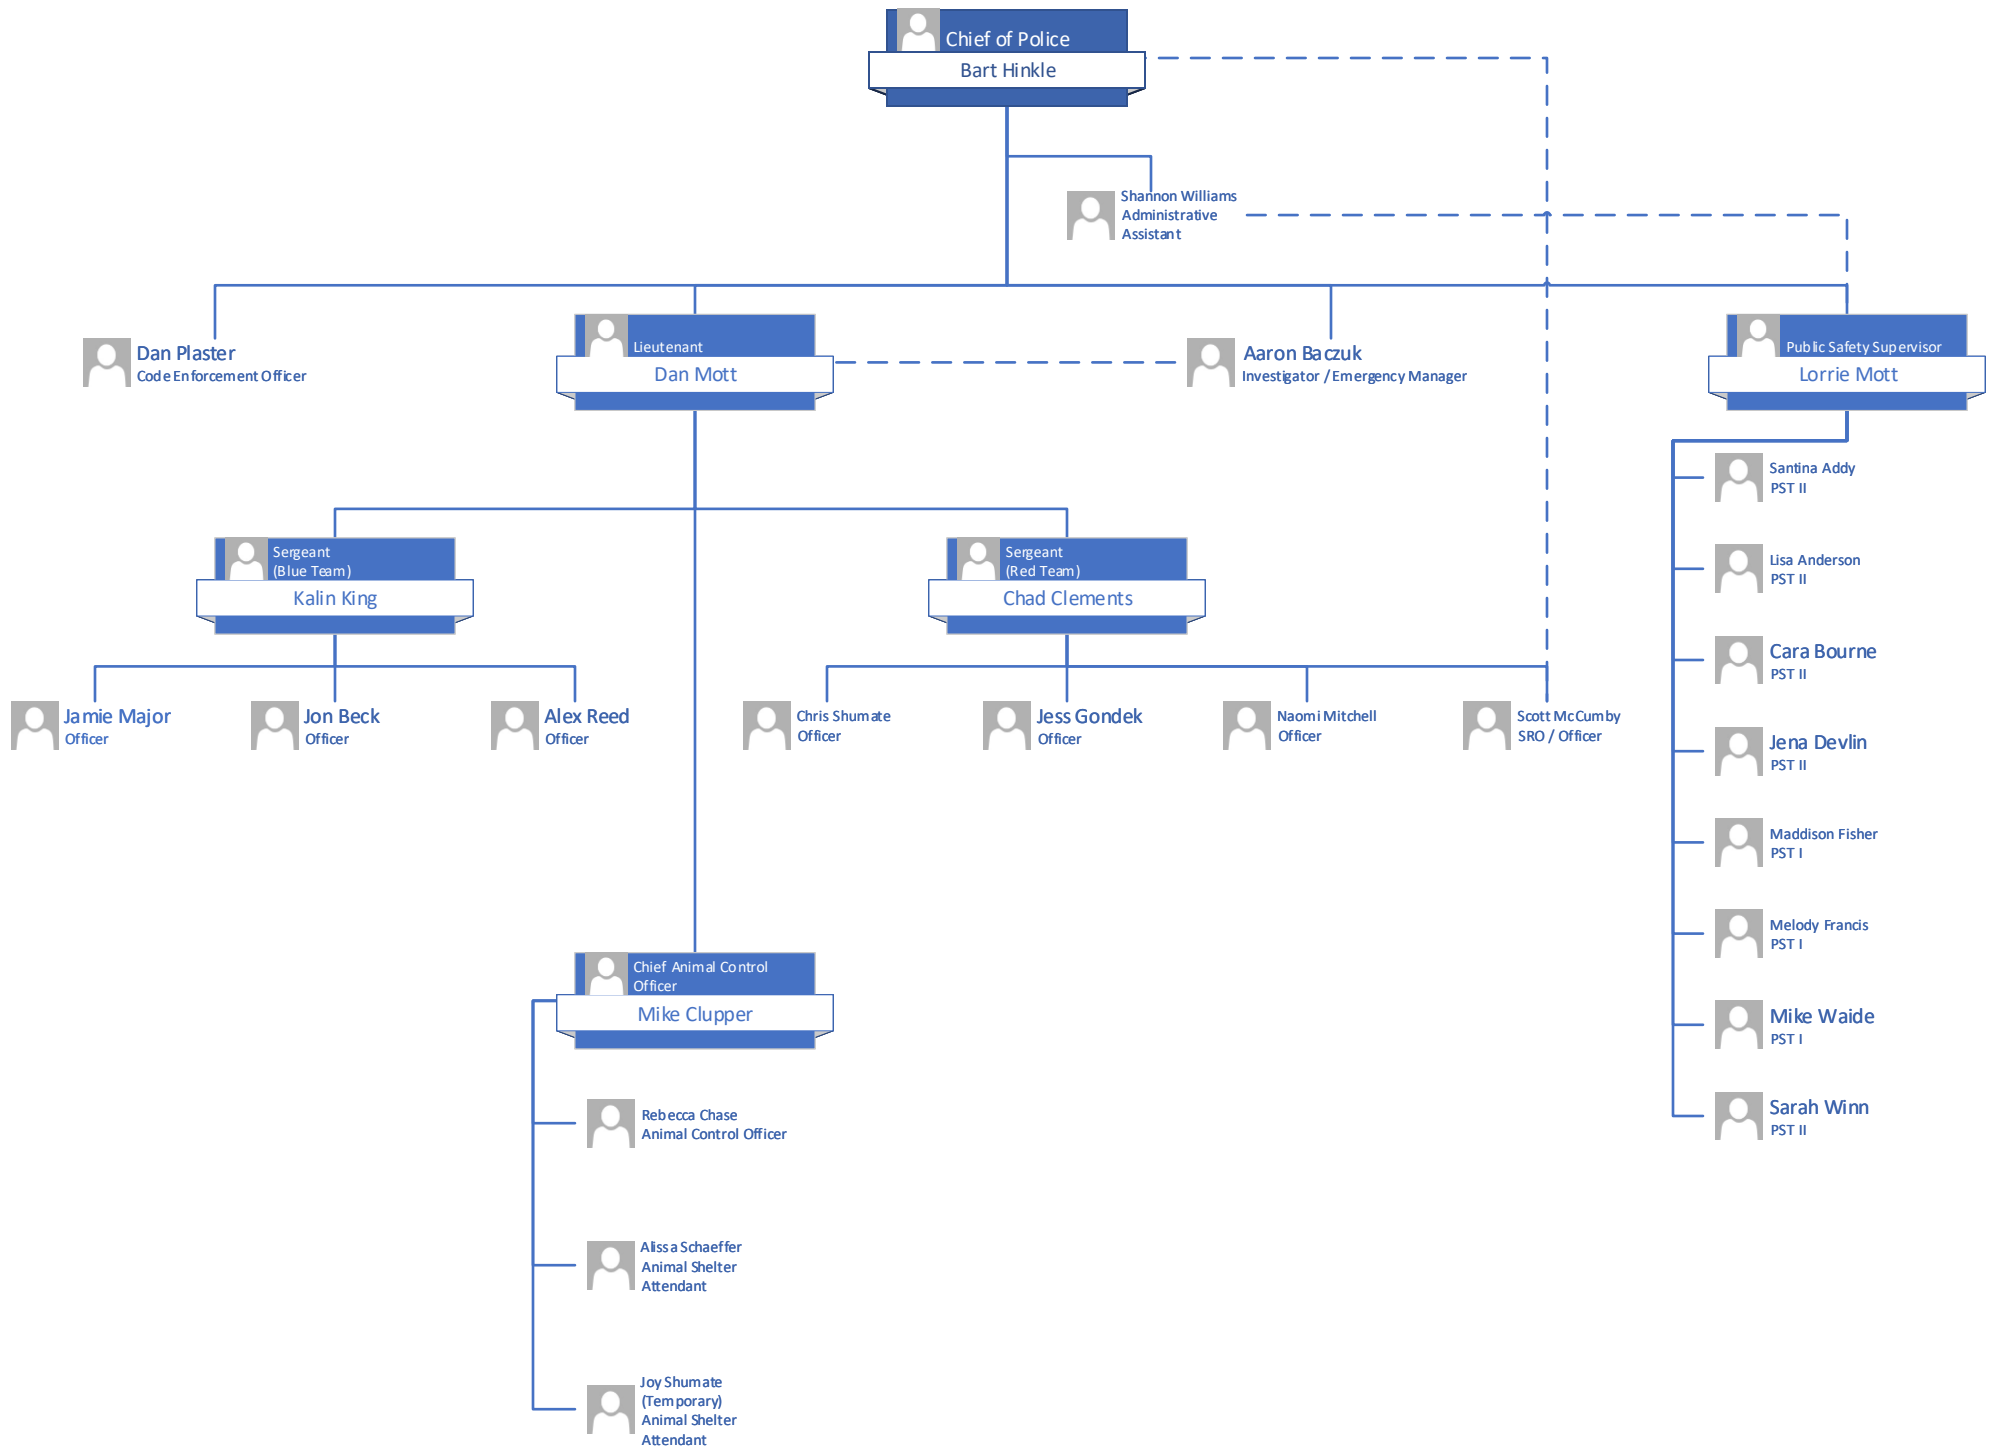 Chief of Police
Bart Hinkle
Shannon Williams
Administrative
Assistant
Dan Plaster
Code Enforcement Officer
Lieutenant
Dan Mott
Aaron Baczuk
Investigator / Emergency Manager
Public Safety Supervisor
Lorrie Mott
Sergeant
(Blue Team)
Kalin King
Sergeant
(Red Team)
Chad Clements
Jamie Major
Officer
Jon Beck
Officer
Alex Reed
Officer
Chris Shumate
Officer
Jess Gondek
Officer
Naomi Mitchell
Officer
Scott McCumby
SRO / Officer
Santina Addy
PST II
Lisa Anderson
PST II
Cara Bourne
PST II
Jena Devlin
PST II
Maddison Fisher
PST I
Melody Francis
PST I
Mike Waide
PST I
Sarah Winn
PST II
Chief Animal Control
Officer
Mike Clupper
Rebecca Chase
Animal Control Officer
Alissa Schaeffer
Animal Shelter
Attendant
Joy Shumate
(Temporary)
Animal Shelter
Attendant